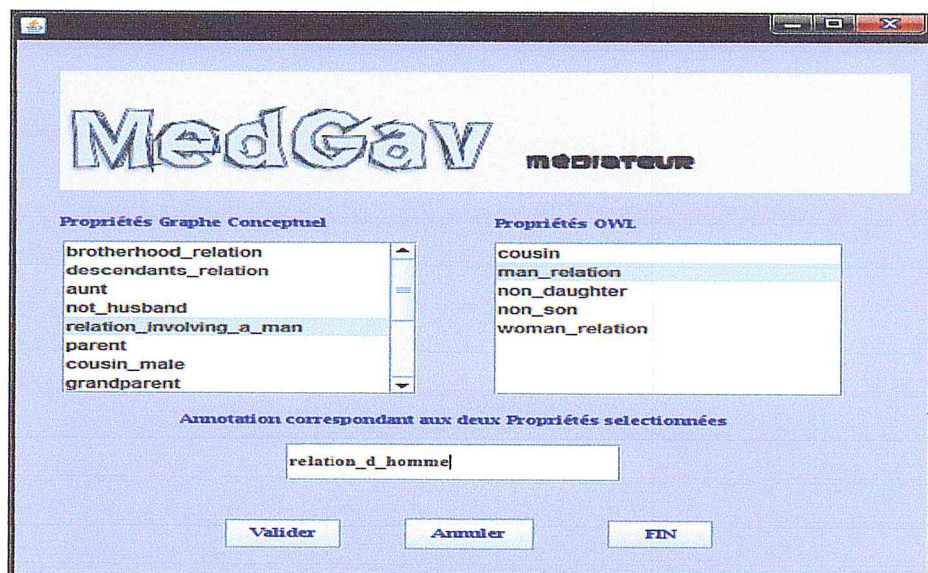 MedGav MéDIATEUR
Propriétés Graphe Conceptuel
brotherhood_relation
descendants_relation
aunt
not_husband
relation_involving_a_man
parent
cousin_male
grandparent
Propriétés OWL
cousin
man_relation
non_daughter
non_son
woman_relation
Annotation correspondant aux deux Propriétés selectionnées
relation_d_homme
Valider
Annuler
FIN